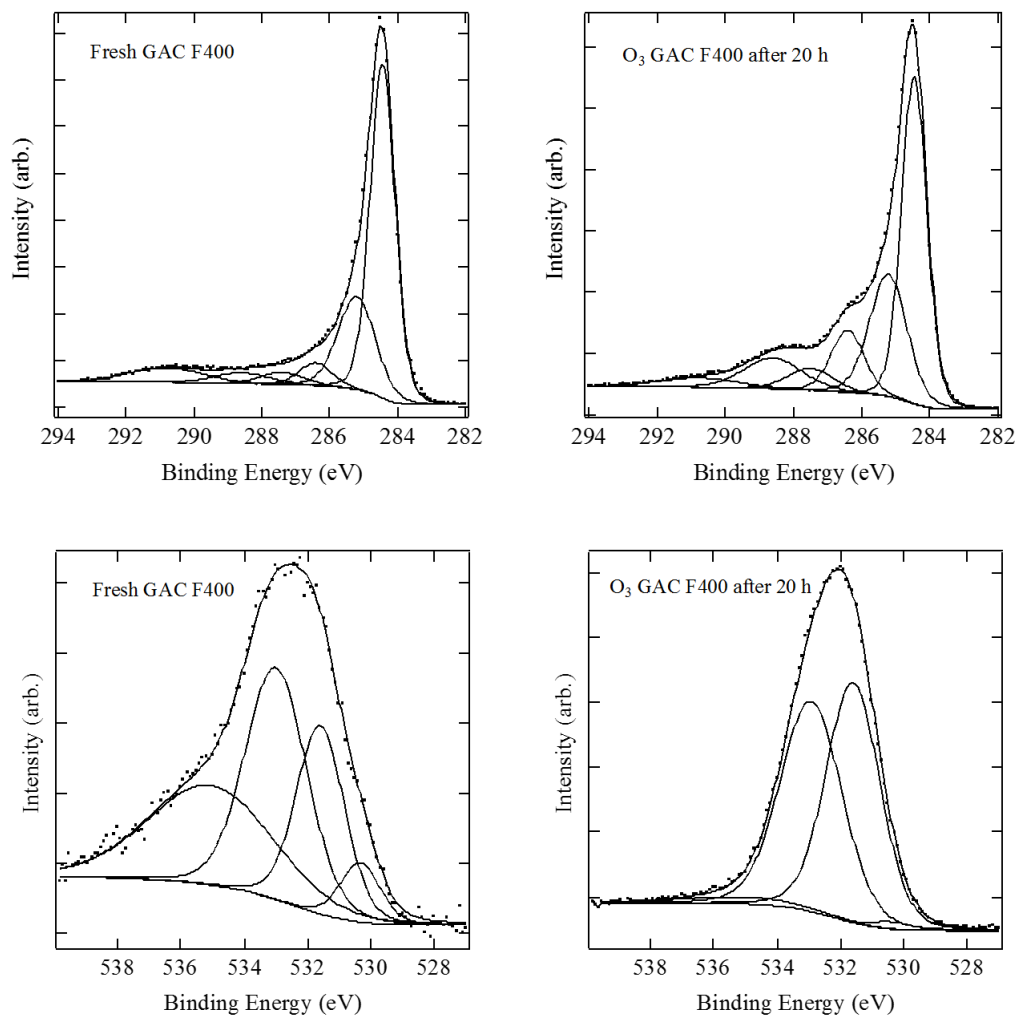 Fresh GAC F400
Intensity (arb.)
294 292 290 288 286 284 282
Binding Energy (eV)
O₃ GAC F400 after 20 h
Intensity (arb.)
294 292 290 288 286 284 282
Binding Energy (eV)
Fresh GAC F400
Intensity (arb.)
538 536 534 532 530 528
Binding Energy (eV)
O₃ GAC F400 after 20 h
Intensity (arb.)
538 536 534 532 530 528
Binding Energy (eV)